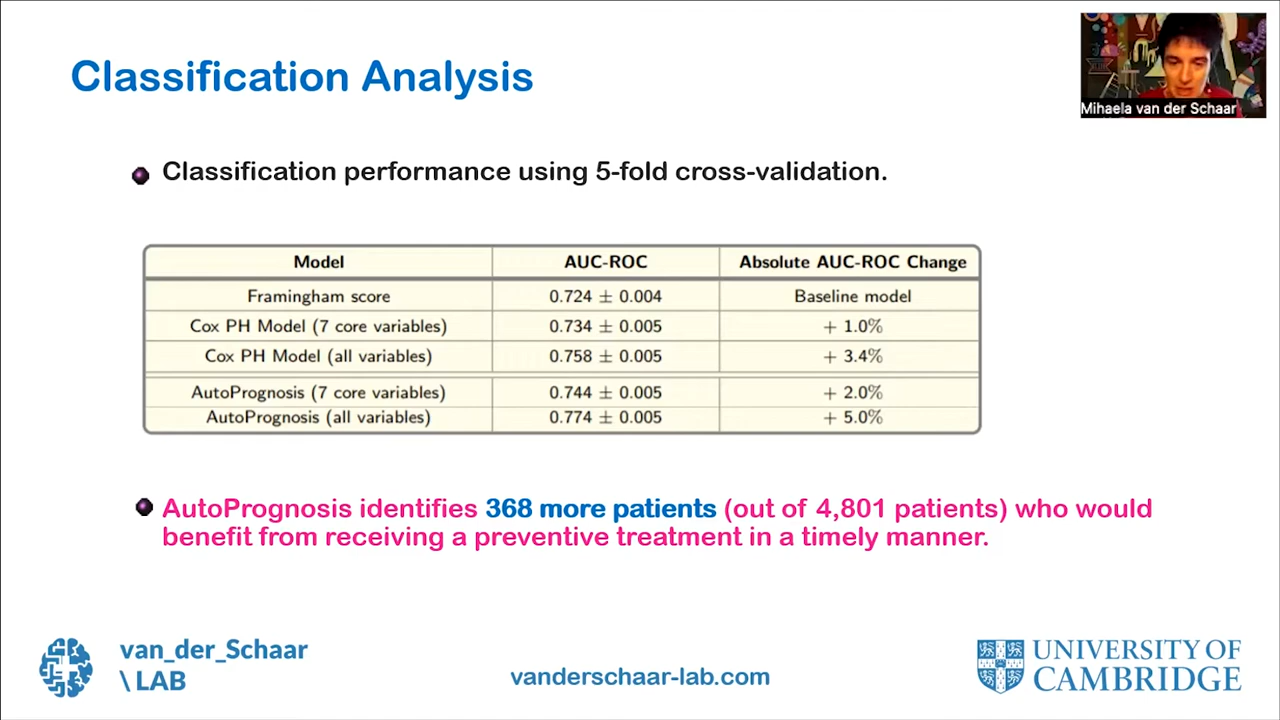 Classification Analysis
Mihaela van der Schaar
Classification performance using 5-fold cross-validation.
Model AUC-ROC Absolute AUC-ROC Change
Framingham score 0.724 ± 0.004 Baseline model
Cox PH Model (7 core variables) 0.734 ± 0.005 + 1.0%
Cox PH Model (all variables) 0.758 ± 0.005 + 3.4%
AutoPrognosis (7 core variables) 0.744 ± 0.005 + 2.0%
AutoPrognosis (all variables) 0.774 ± 0.005 + 5.0%
AutoPrognosis identifies 368 more patients (out of 4,801 patients) who would
benefit from receiving a preventive treatment in a timely manner.
van_der_Schaar
\ LAB
vanderschaar-lab.com
UNIVERSITY OF
CAMBRIDGE